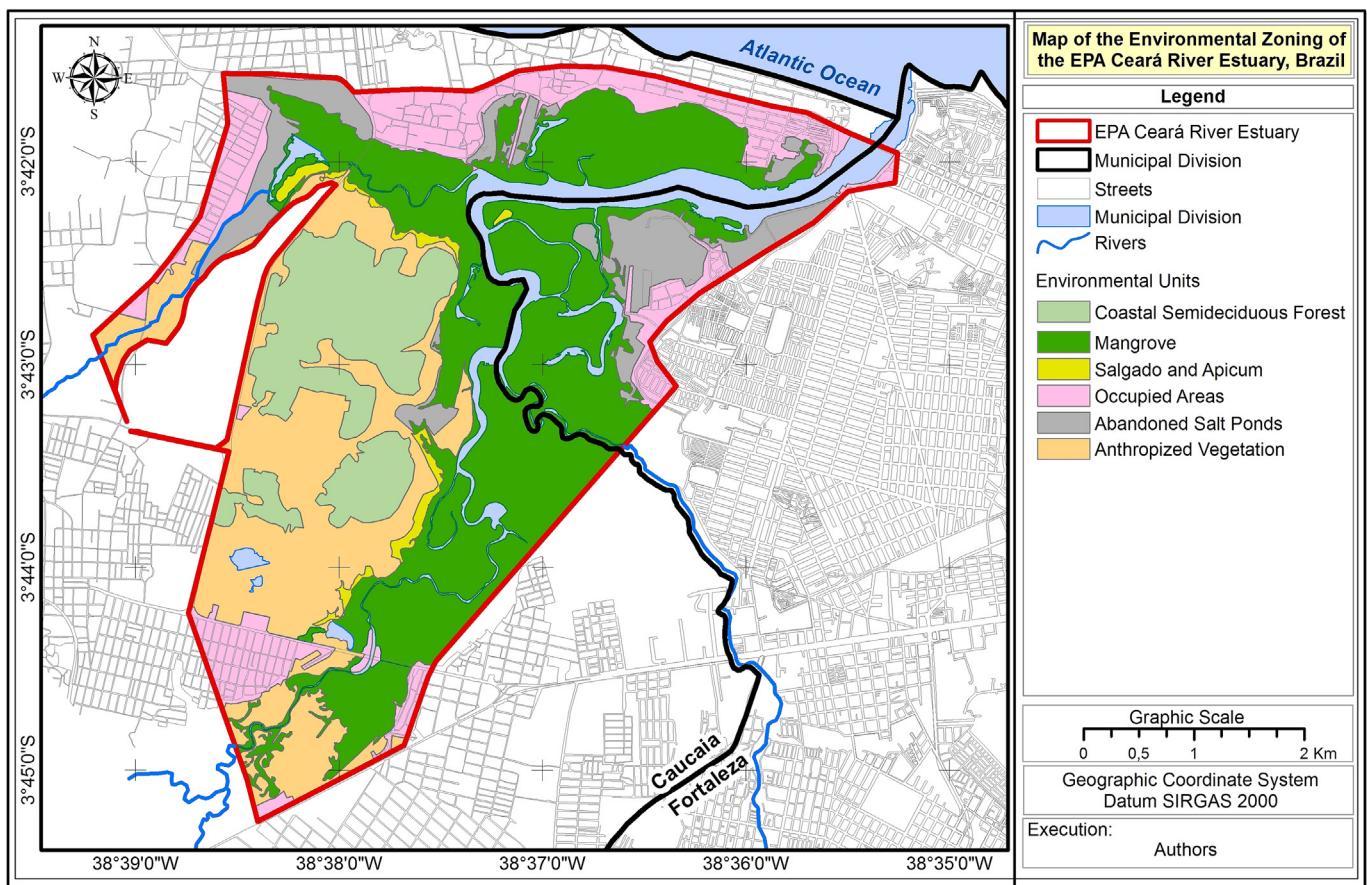 N
W
E
S
Atlantic Ocean
3°42'0"S
3°43'0"S
3°44'0"S
3°45'0"S
Caucaia
Fortaleza
38°39'0"W
38°38'0"W
38°37'0"W
38°36'0"W
38°35'0"W
Map of the Environmental Zoning of
the EPA Ceará River Estuary, Brazil
Legend
EPA Ceará River Estuary
Municipal Division
Streets
Municipal Division
Rivers
Environmental Units
Coastal Semideciduous Forest
Mangrove
Salgado and Apicum
Occupied Areas
Abandoned Salt Ponds
Anthropized Vegetation
Graphic Scale
0 0,5 1 2 Km
Geographic Coordinate System
Datum SIRGAS 2000
Execution:
Authors